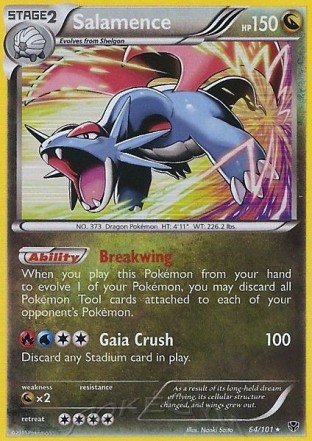 STAGE2 Salamence HP150
Evolves from Shelgon
NO. 373 Dragon Pokémon HT: 4'11" WT: 226.2 lbs.
Ability Breakwing
When you play this Pokémon from your hand
to evolve 1 of your Pokémon, you may discard all
Pokémon Tool cards attached to each of your
opponent's Pokémon.
Gaia Crush 100
Discard any Stadium card in play.
weakness resistance
×2
retreat
As a result of its long-held dream
of flying, its cellular structure
changed, and wings grew out.
Illus. Naoki Saito 64/101★